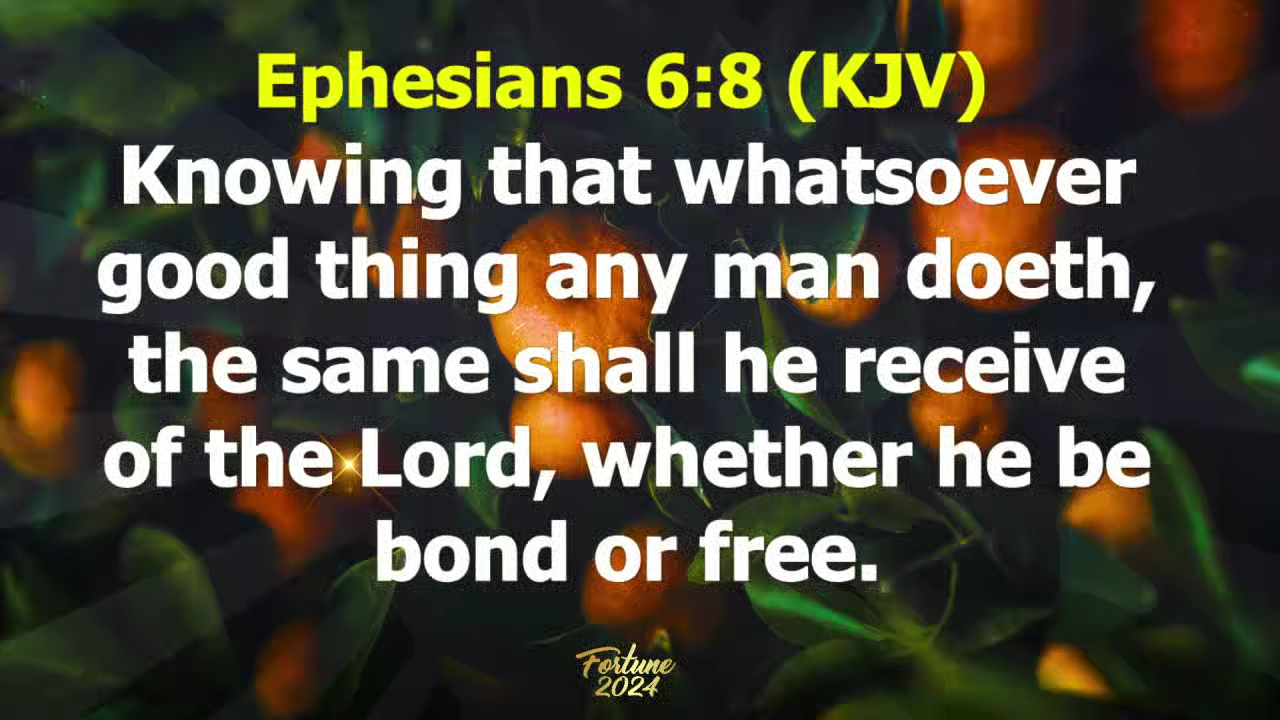 Ephesians 6:8 (KJV)
Knowing that whatsoever
good thing any man doeth,
the same shall he receive
of the Lord, whether he be
bond or free.
Fortune
2024